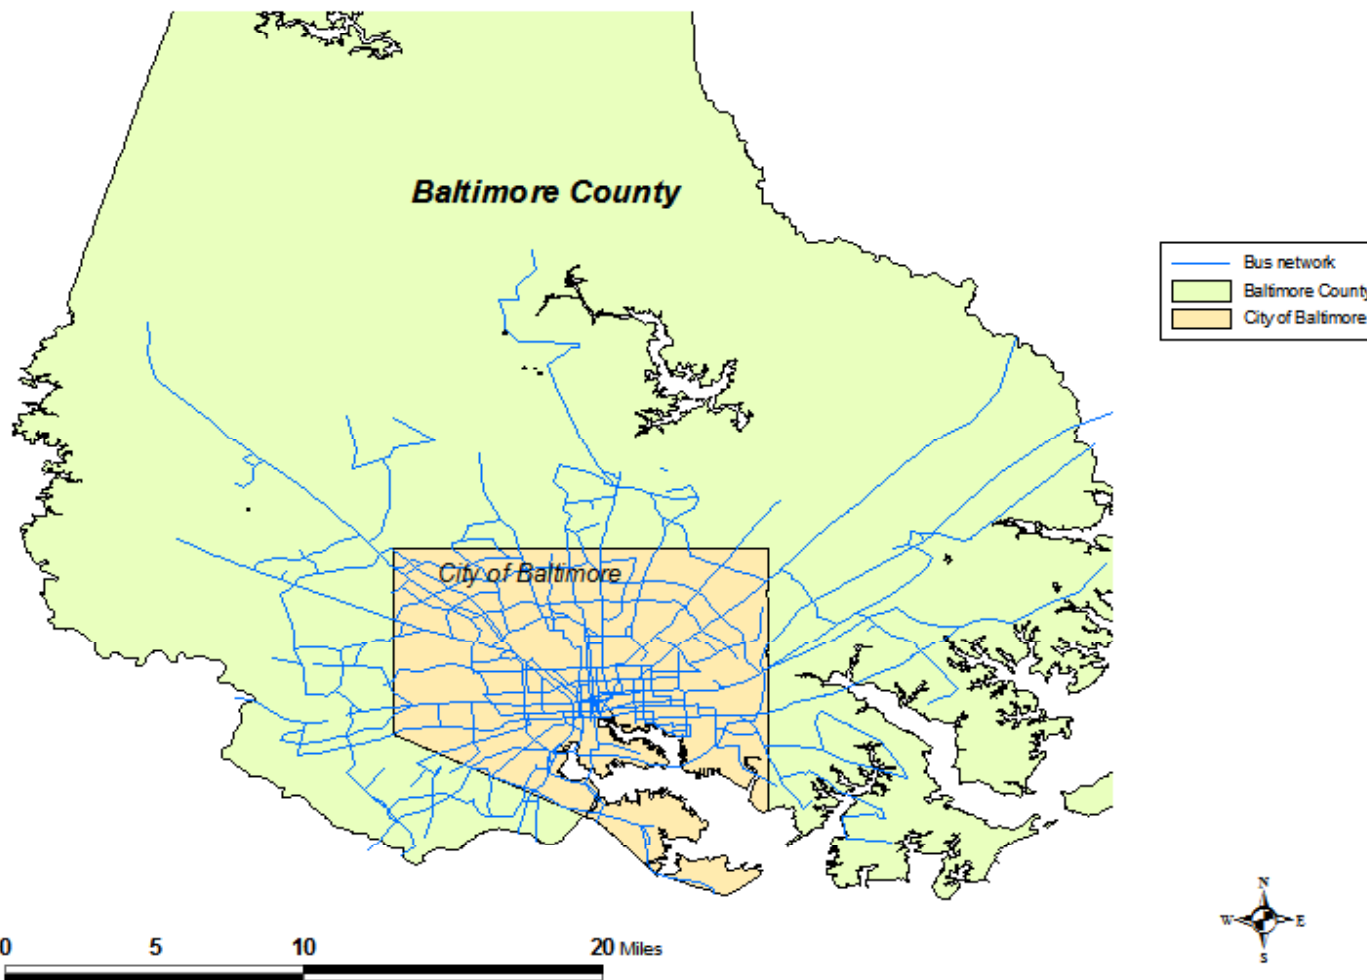 Baltimore County
Bus network
Baltimore County
City of Baltimore
City of Baltimore
N
W E
S
0 5 10 20 Miles